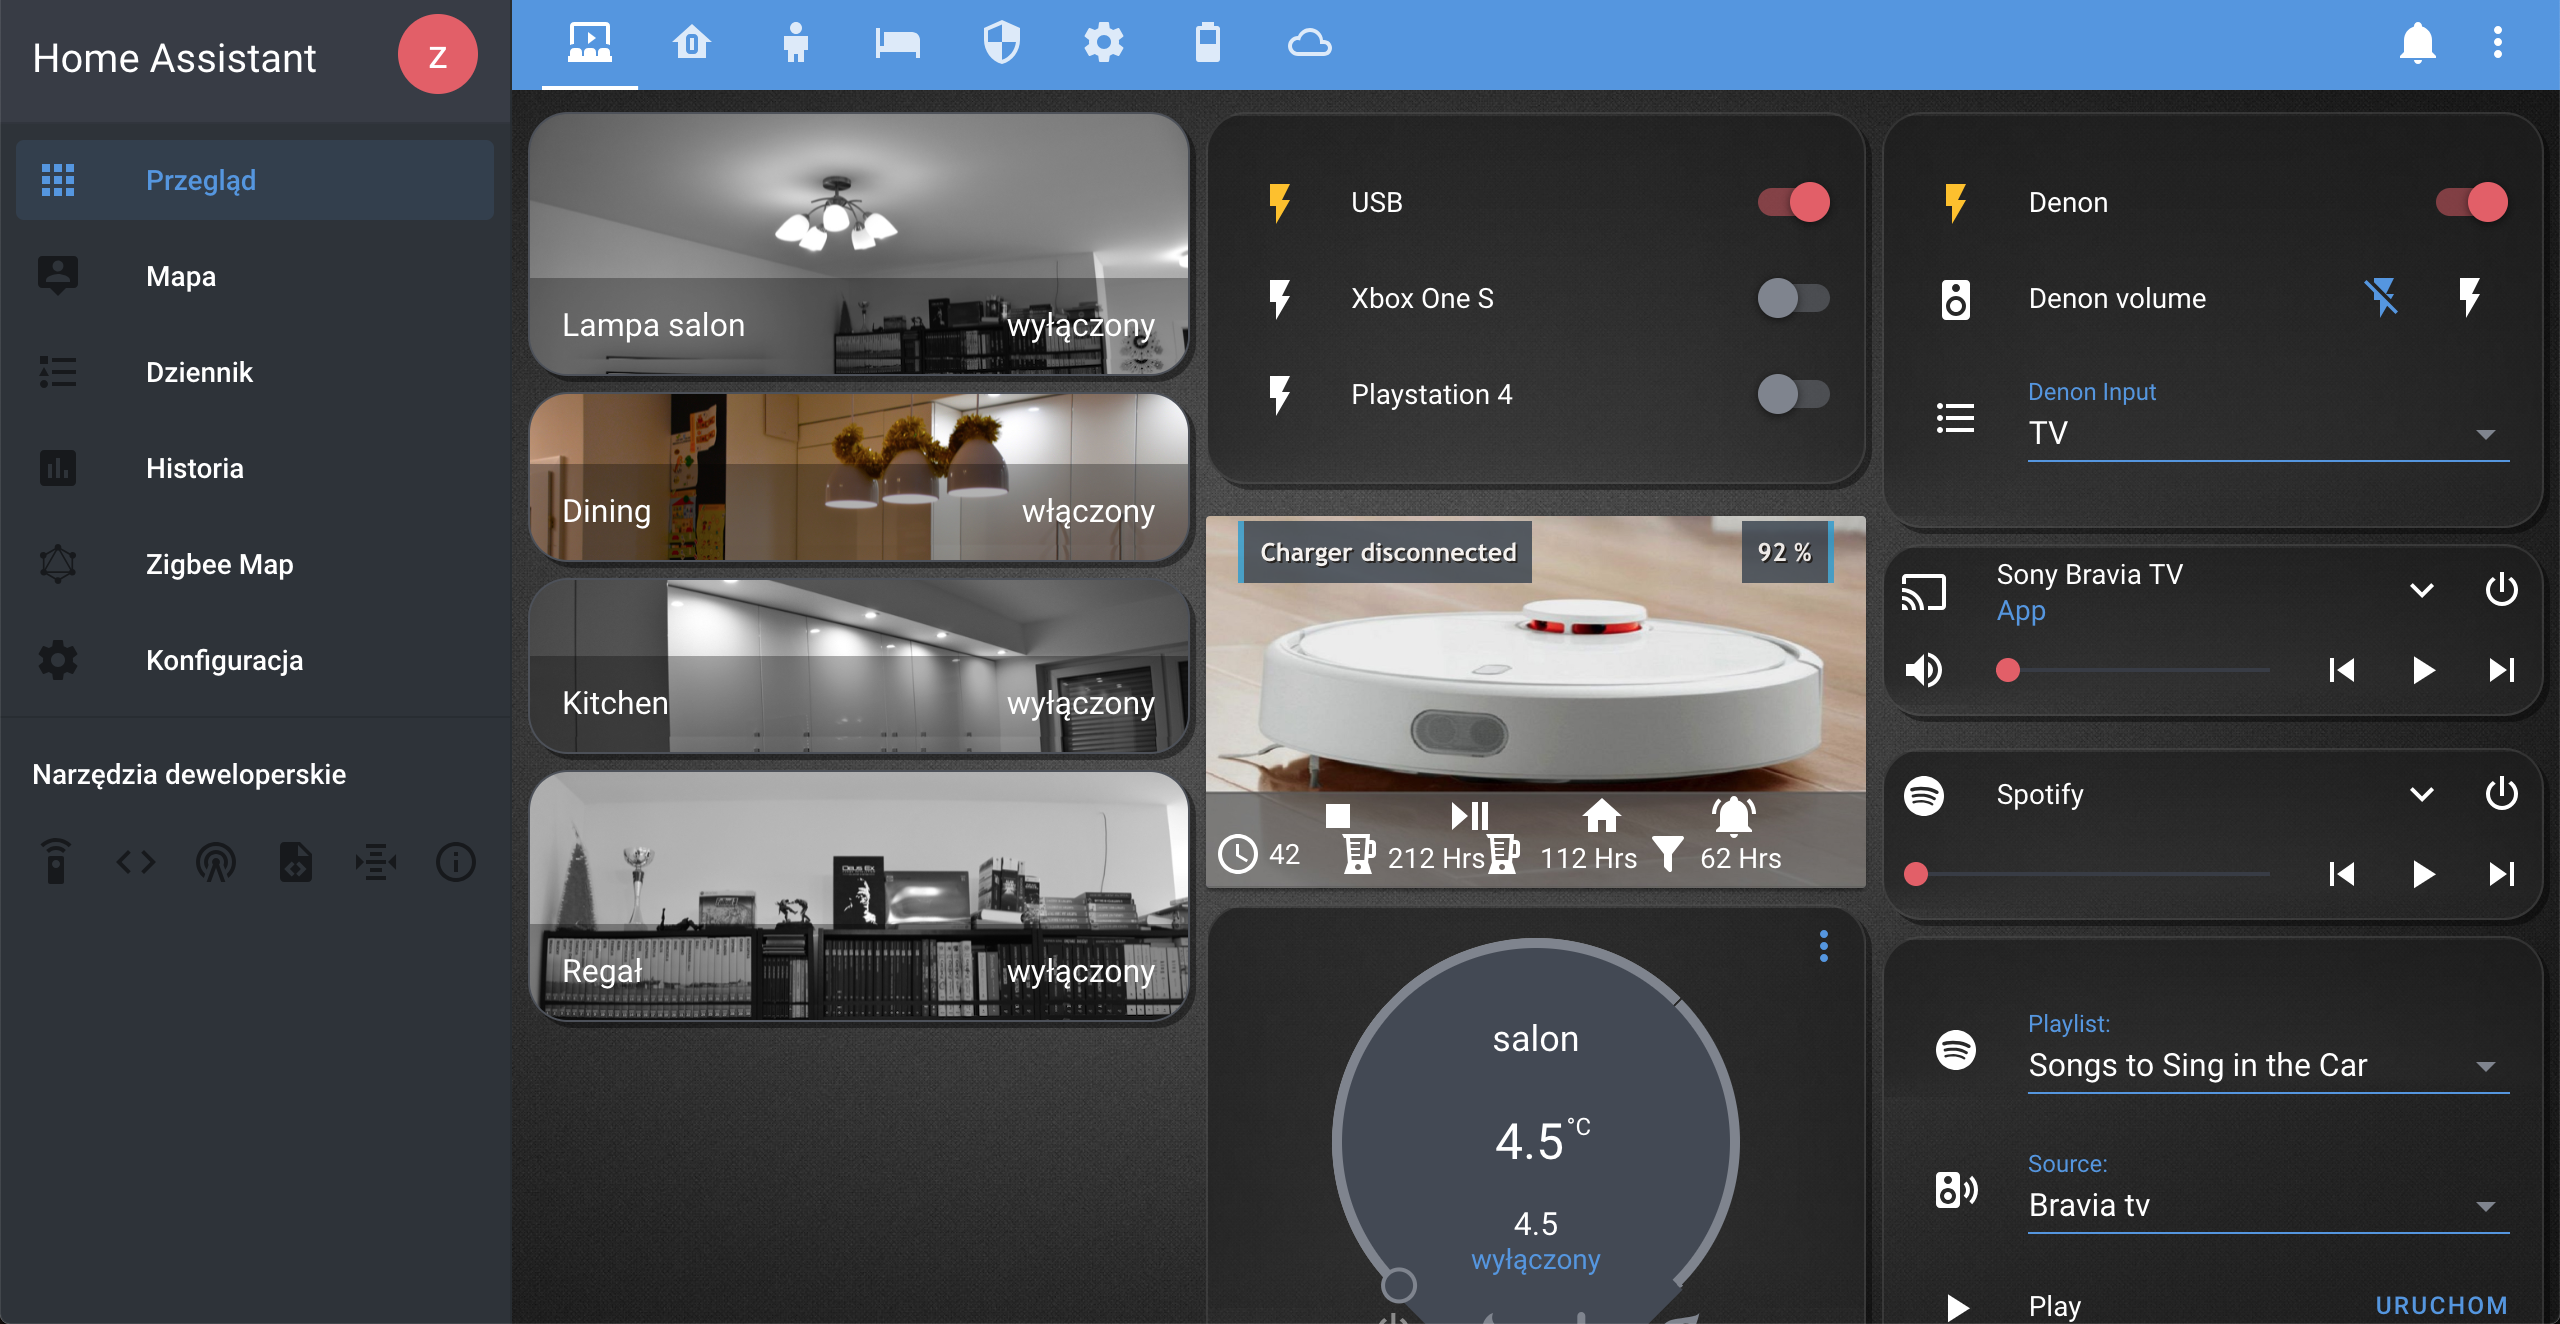 Home Assistant
Z
Przegląd
Mapa
Dziennik
Historia
Zigbee Map
Konfiguracja
Narzędzia deweloperskie
Lampa salon wyłączony
Dining włączony
Kitchen wyłączony
Deus Ex
Regał wyłączony
USB
Xbox One S
Playstation 4
Charger disconnected 92 %
42 212 Hrs 112 Hrs 62 Hrs
salon
4.5 °C
4.5
wyłączony
Denon
Denon volume
Denon Input
TV
Sony Bravia TV
App
Spotify
Playlist:
Songs to Sing in the Car
Source:
Bravia tv
Play URUCHOM